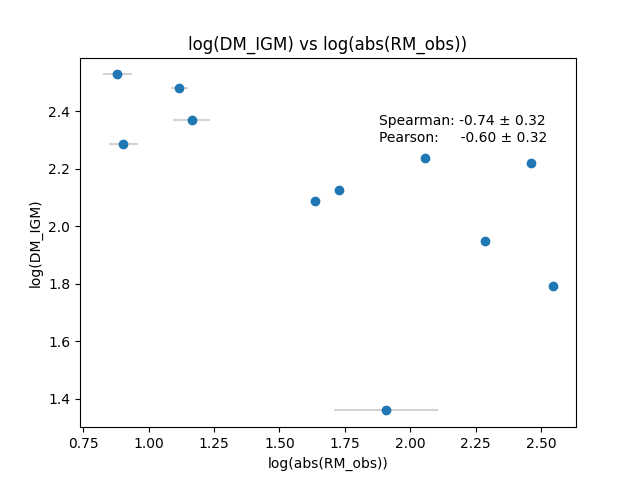 log(DM_IGM) vs log(abs(RM_obs))
Spearman: -0.74 ± 0.32
Pearson: -0.60 ± 0.32
log(DM_IGM)
2.4
2.2
2.0
1.8
1.6
1.4
0.75 1.00 1.25 1.50 1.75 2.00 2.25 2.50
log(abs(RM_obs))